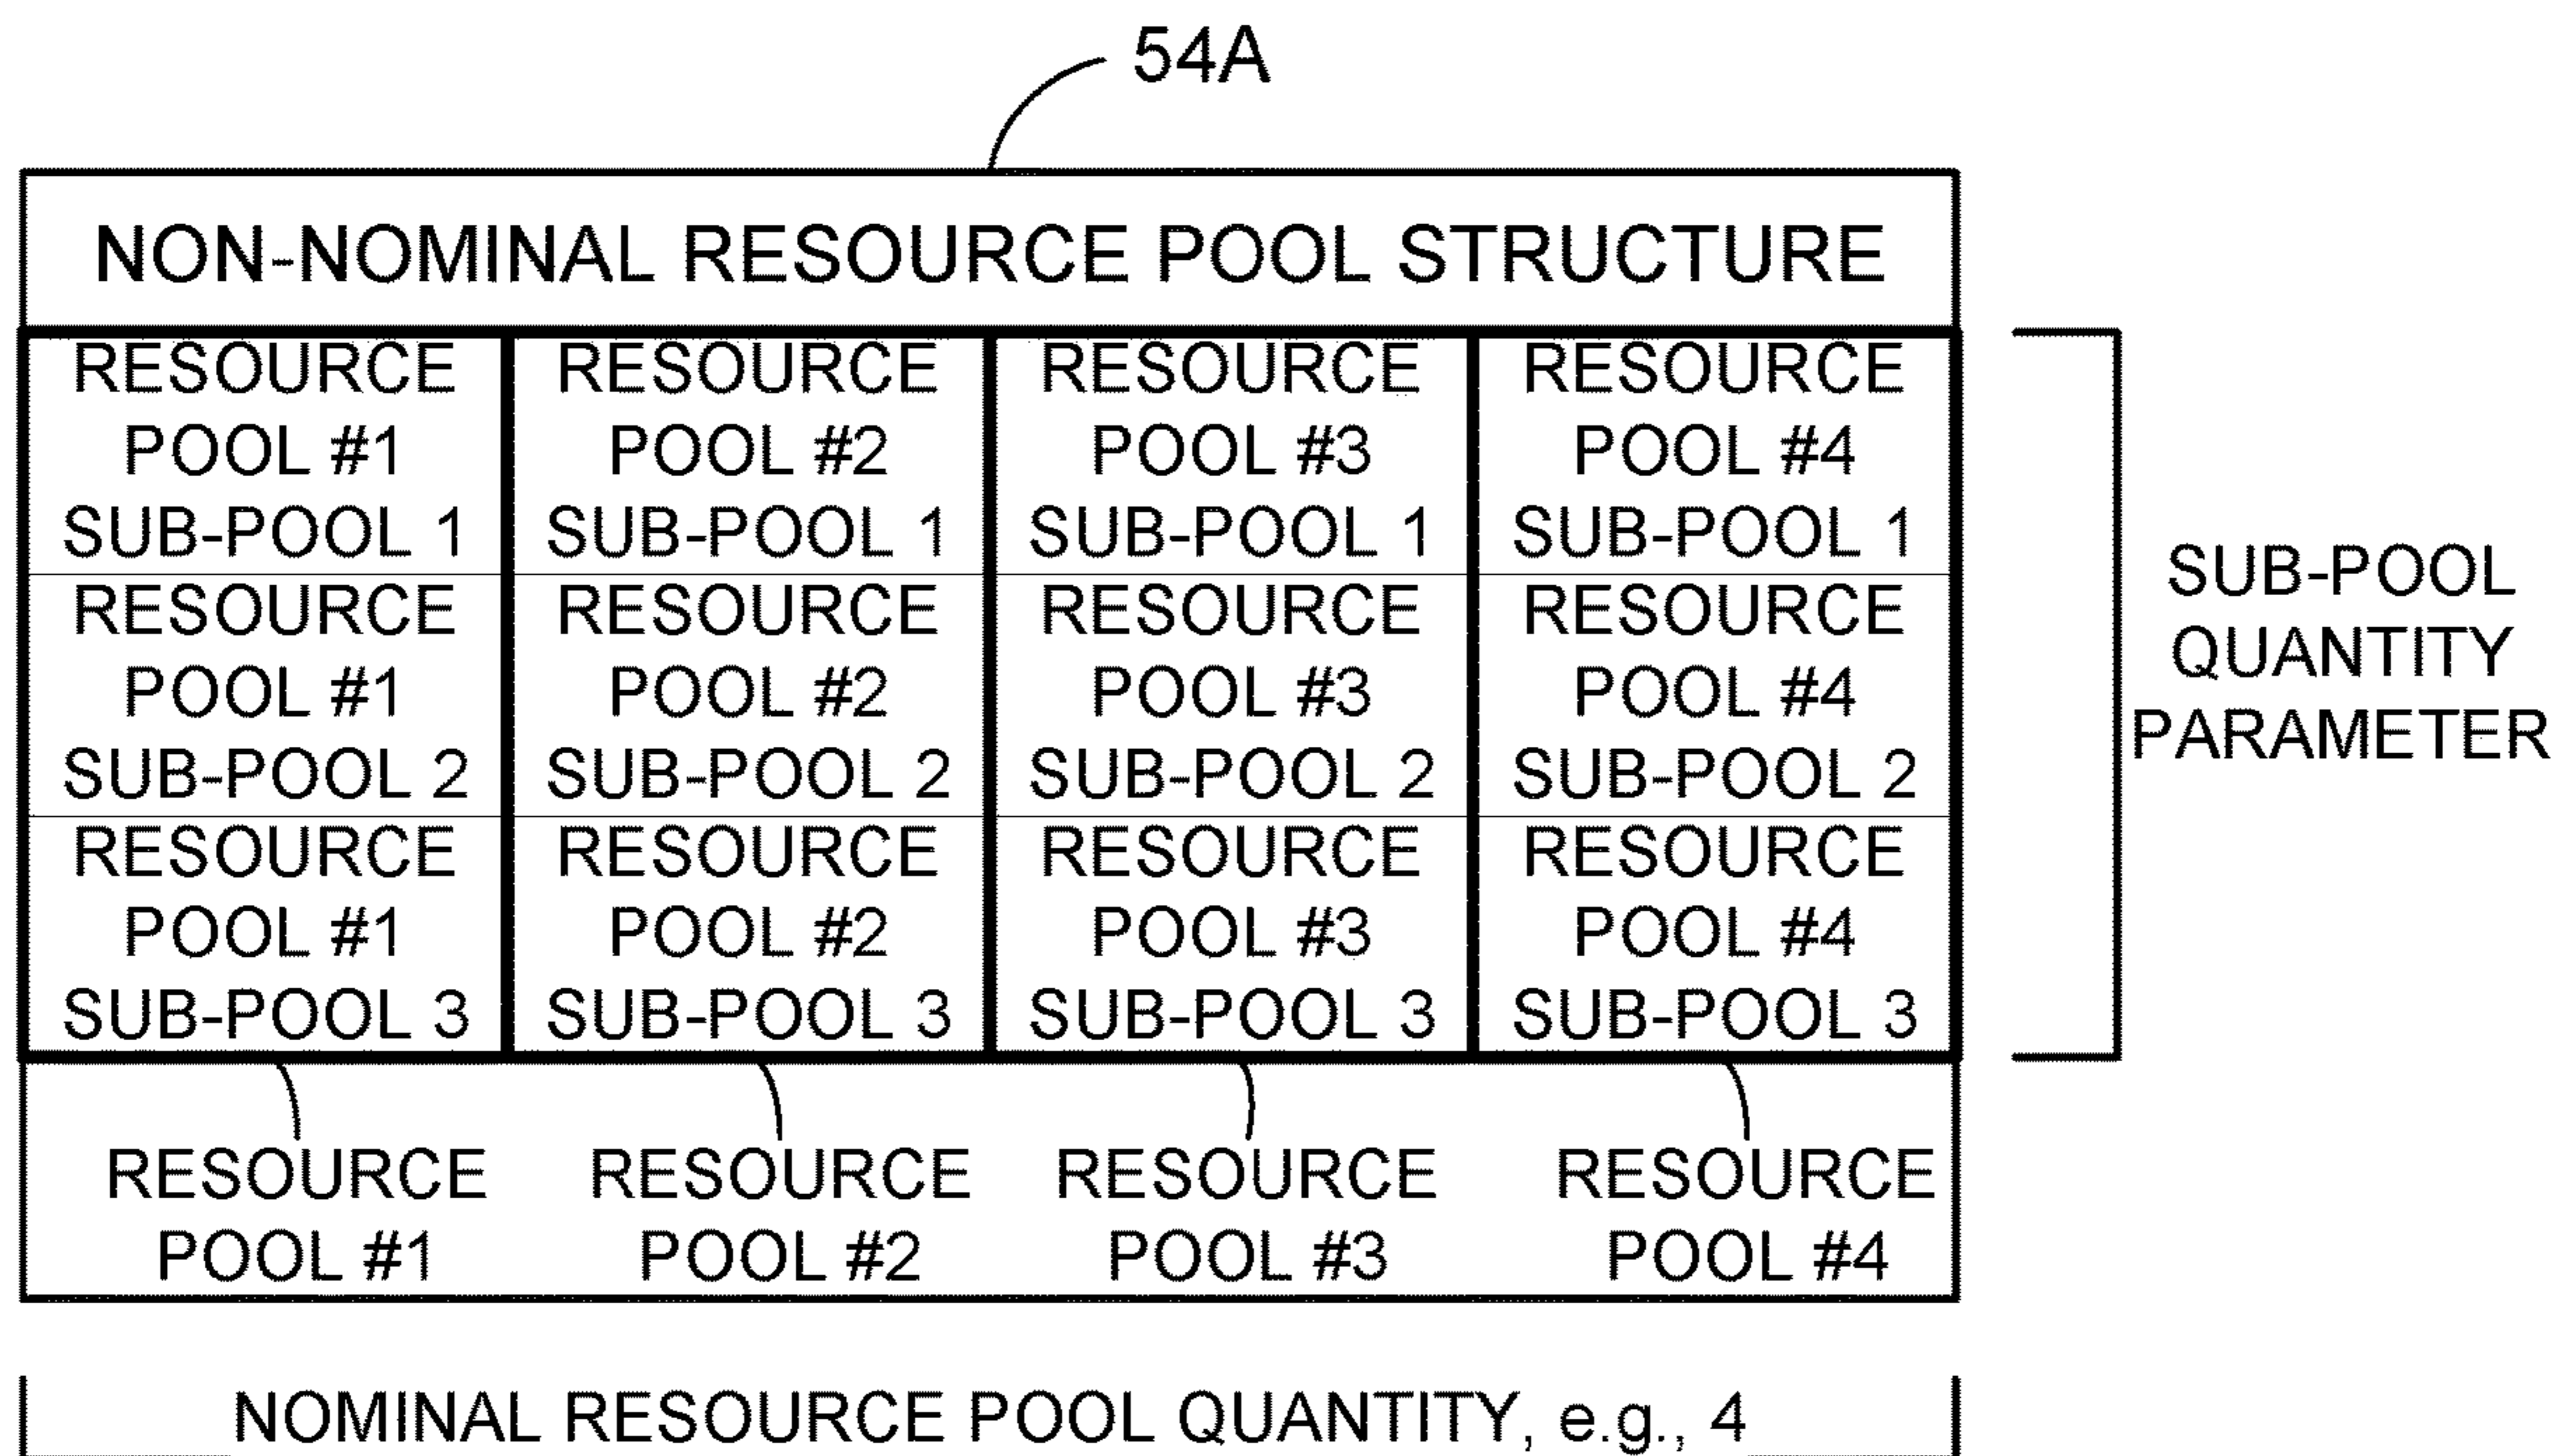 54A
NON-NOMINAL RESOURCE POOL STRUCTURE
RESOURCE
POOL #1
SUB-POOL 1
RESOURCE
POOL #2
SUB-POOL 1
RESOURCE
POOL #3
SUB-POOL 1
RESOURCE
POOL #4
SUB-POOL 1
RESOURCE
POOL #1
SUB-POOL 2
RESOURCE
POOL #2
SUB-POOL 2
RESOURCE
POOL #3
SUB-POOL 2
RESOURCE
POOL #4
SUB-POOL 2
RESOURCE
POOL #1
SUB-POOL 3
RESOURCE
POOL #2
SUB-POOL 3
RESOURCE
POOL #3
SUB-POOL 3
RESOURCE
POOL #4
SUB-POOL 3
SUB-POOL
QUANTITY
PARAMETER
RESOURCE
POOL #1
RESOURCE
POOL #2
RESOURCE
POOL #3
RESOURCE
POOL #4
NOMINAL RESOURCE POOL QUANTITY, e.g., 4